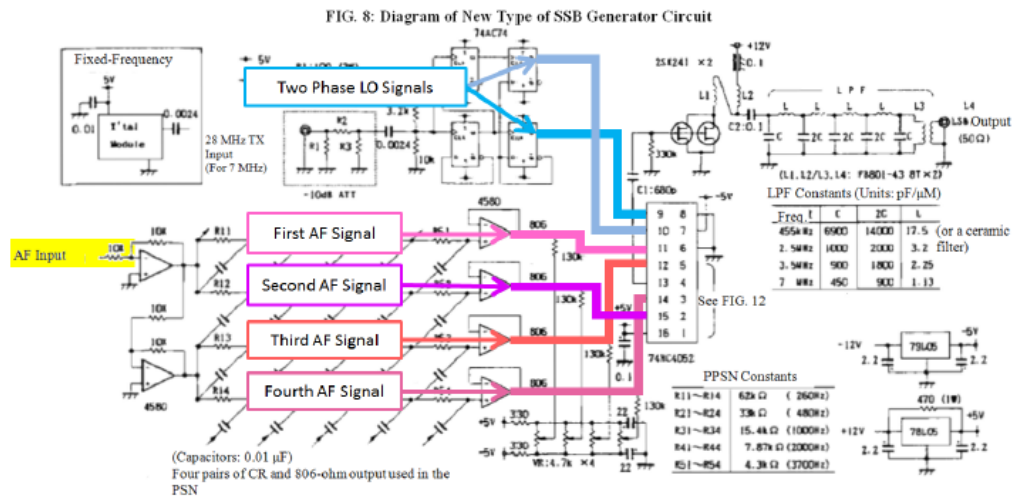 FIG. 8: Diagram of New Type of SSB Generator Circuit
Fixed-Frequency
5V
0.01
X'tal
Module
0.0024
28 MHz TX
Input
(For 7 MHz)
74AC74
5V
Two Phase LO Signals
R2
R1
R3
3.2k
0.0024
10k
-10dB ATT
2SK241 × 2
+12V
0.1
L1
L2
C2:0.1
330k
C1:680p
L P F
L
L
L
L
L3
L4
C
2C
2C
2C
C
LSB Output
(50Ω)
(L1,L2/L3,L4: FB801-43 8T×2)
LPF Constants (Units: pF/μM)
Freq. f C 2C L
455kHz 6900 14000 17.5 (or a ceramic
filter)
2.5MHz 1000 2000 3.2
3.5MHz 900 1800 2.25
7 MHz 450 900 1.13
-5V
9 8
10 7
11 6
12 5
13 4
14 3
15 2
16 1
74HC4052
See FIG. 12
+5V
0.1
AF Input
10K
10K
10K
10K
4580
R11
R12
R13
R14
First AF Signal
Second AF Signal
Third AF Signal
Fourth AF Signal
R51
4580
806
806
806
806
130k
130k
130k
130k
+5V
330
-5V
330
22
22
VR:4.7k ×4
(Capacitors: 0.01 μF)
Four pairs of CR and 806-ohm output used in the
PSN
PPSN Constants
R11~R14 62kΩ ( 260Hz)
R21~R24 33kΩ ( 480Hz)
R31~R34 15.4kΩ (1000Hz)
R41~R44 7.87kΩ (2000Hz)
R51~R54 4.3kΩ (3700Hz)
-12V
79L05
-5V
2.2
2.2
470 (1W)
+12V
78L05
+5V
2.2
2.2